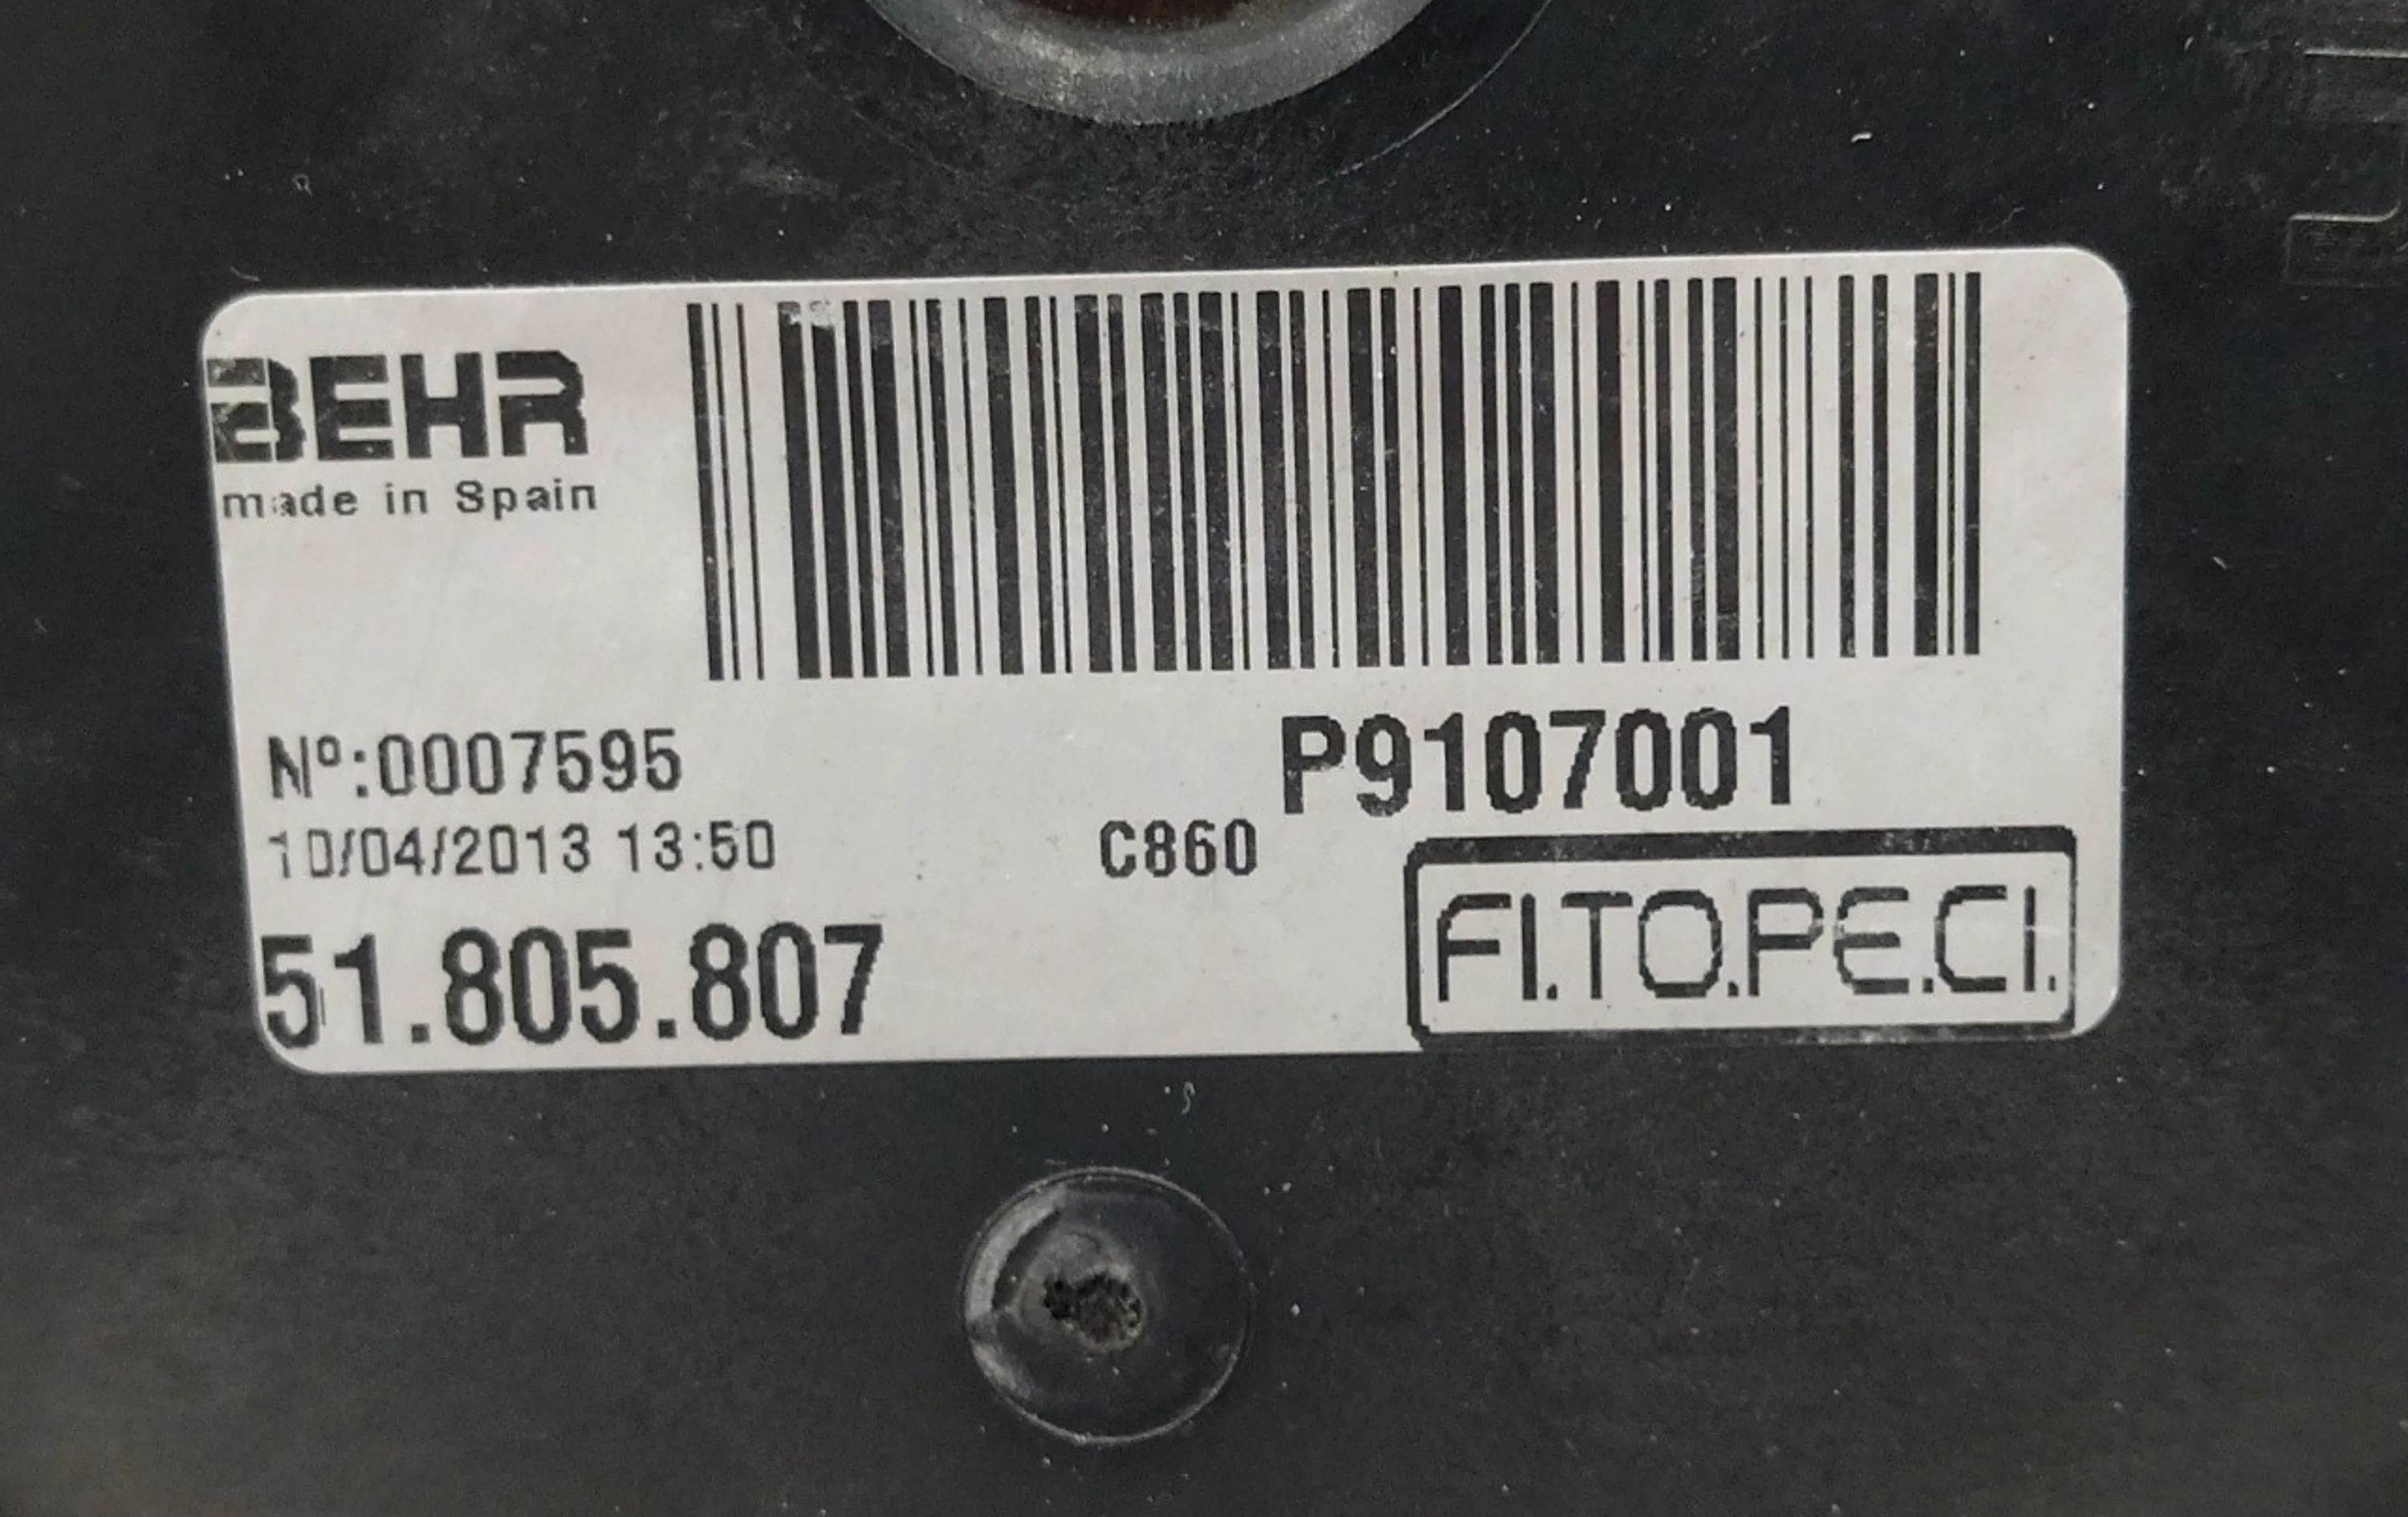 BEHR
made in Spain
Nº:0007595
P9107001
10/04/2013 13:50
C860
51.805.807
FI.TO.PE.CI.